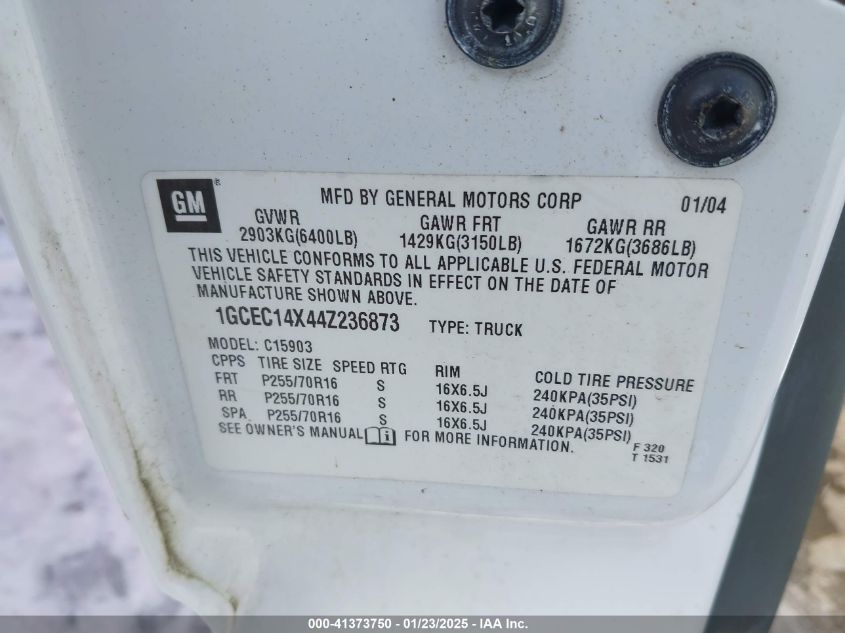 GM
MFD BY GENERAL MOTORS CORP 01/04
GVWR GAWR FRT GAWR RR
2903KG(6400LB) 1429KG(3150LB) 1672KG(3686LB)
THIS VEHICLE CONFORMS TO ALL APPLICABLE U.S. FEDERAL MOTOR
VEHICLE SAFETY STANDARDS IN EFFECT ON THE DATE OF
MANUFACTURE SHOWN ABOVE.
1GCEC14X44Z236873 TYPE: TRUCK
MODEL: C15903
CPPS TIRE SIZE SPEED RTG RIM COLD TIRE PRESSURE
FRT P255/70R16 S 16X6.5J 240KPA(35PSI)
RR P255/70R16 S 16X6.5J 240KPA(35PSI)
SPA P255/70R16 S 16X6.5J 240KPA(35PSI)
SEE OWNER'S MANUAL FOR MORE INFORMATION.
F 320
T 1531
000-41373750 - 01/23/2025 - IAA Inc.